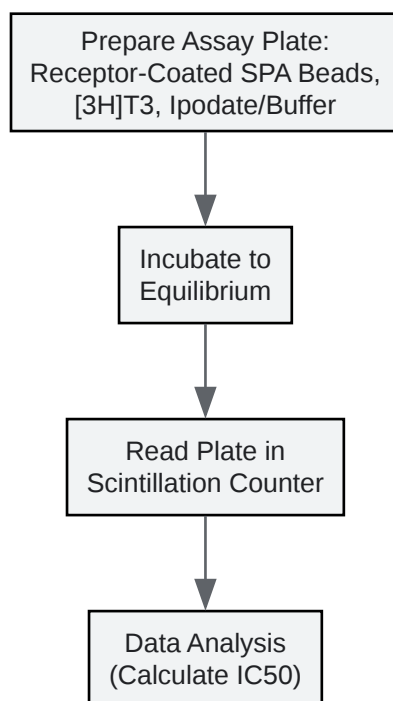 Prepare Assay Plate:
Receptor-Coated SPA Beads,
[3H]T3, Ipodate/Buffer
Incubate to
Equilibrium
Read Plate in
Scintillation Counter
Data Analysis
(Calculate IC50)